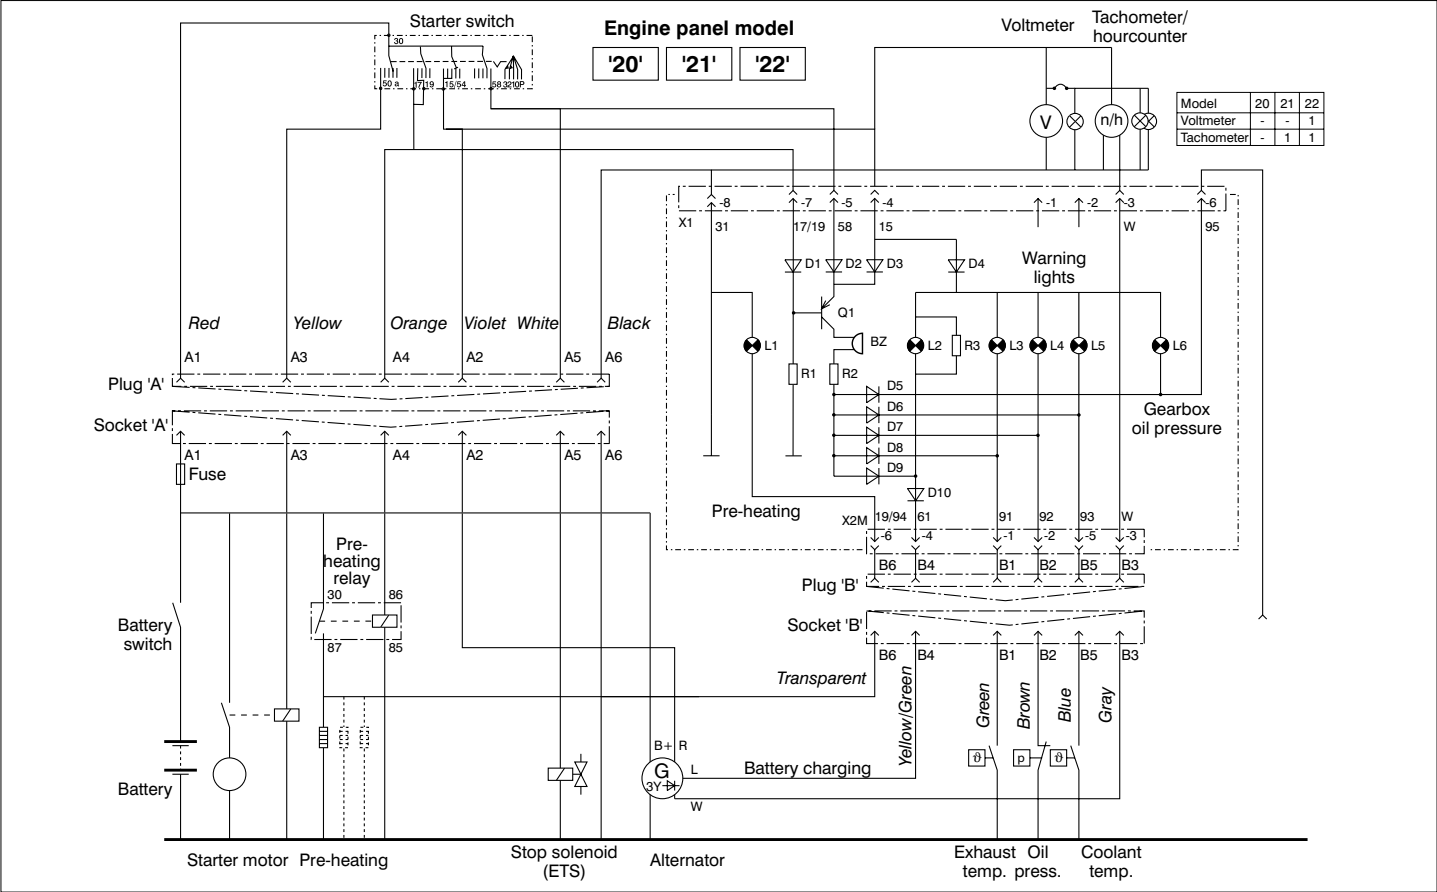 Starter switch
Engine panel model
'20' '21' '22'
Voltmeter
Tachometer/
hourcounter
30
50 a 17/19 15/54 58 3210P
V n/h
Model 20 21 22
Voltmeter - - 1
Tachometer - 1 1
-8 -7 -5 -4 -1 -2 -3 -6
X1 31 17/19 58 15 W 95
Warning
lights
D1 D2 D3 D4
Q1
BZ
L1 L2 R3 L3 L4 L5 L6
R1 R2
D5
D6
D7
D8
D9
D10
Gearbox
oil pressure
Pre-heating
X2M 19/94 61 91 92 93 W
-6 -4 -1 -2 -5 -3
Red Yellow Orange Violet White Black
A1 A3 A4 A2 A5 A6
Plug 'A'
Socket 'A'
A1 A3 A4 A2 A5 A6
Fuse
B6 B4 B1 B2 B5 B3
Plug 'B'
Socket 'B'
B6 B4 B1 B2 B5 B3
Pre-
heating
relay
30 86
87 85
Battery
switch
Transparent
Yellow/Green
Green
Brown
Blue
Gray
B+ R
G
3Y
L
W
Battery charging
ϑ p ϑ
Battery
Starter motor
Pre-heating
Stop solenoid
(ETS)
Alternator
Exhaust
temp.
Oil
press.
Coolant
temp.